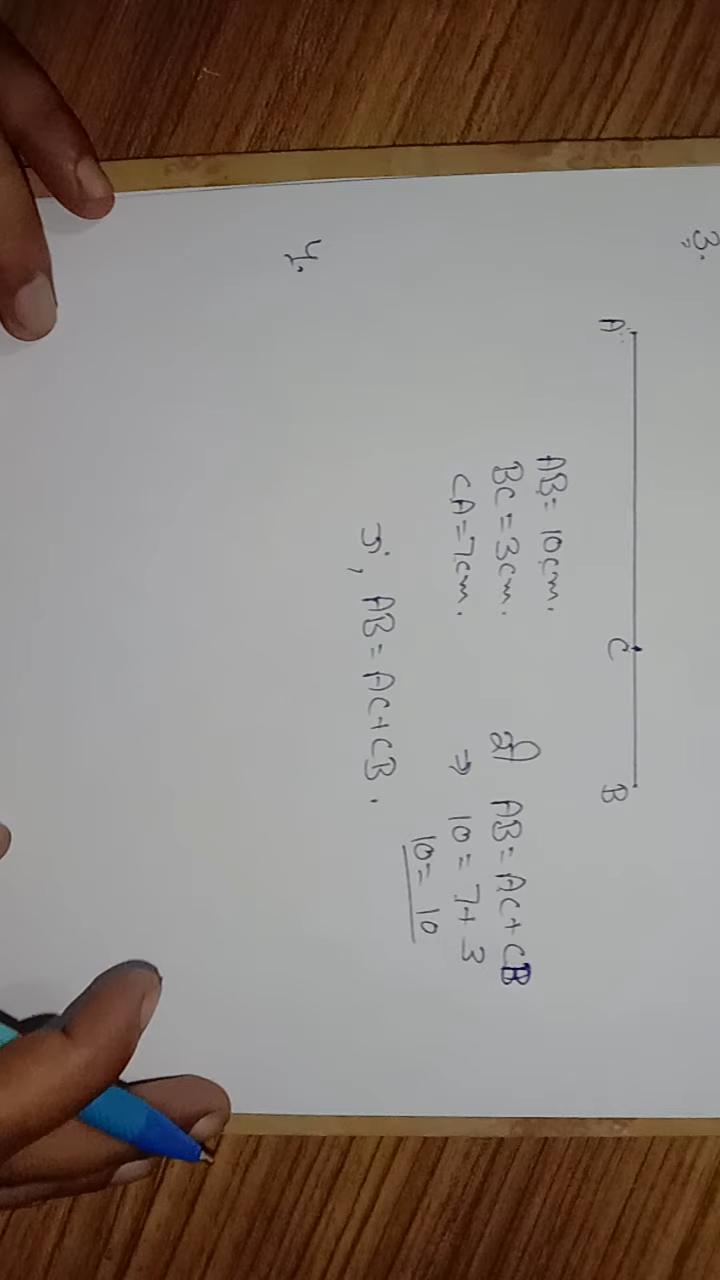 3.
A C B
AB = 10cm.
BC = 3cm.
CA = 7cm.
AB = AC + CB
⇒ 10 = 7 + 3
10 = 10
, AB = AC + CB.
4.